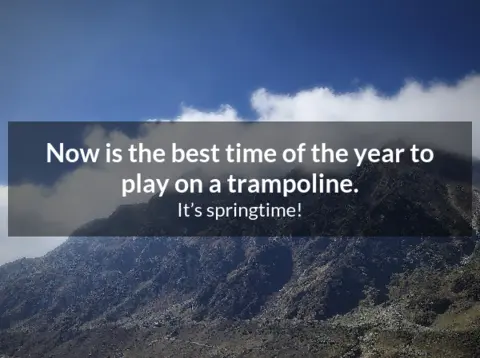 Now is the best time of the year to
play on a trampoline.
It's springtime!